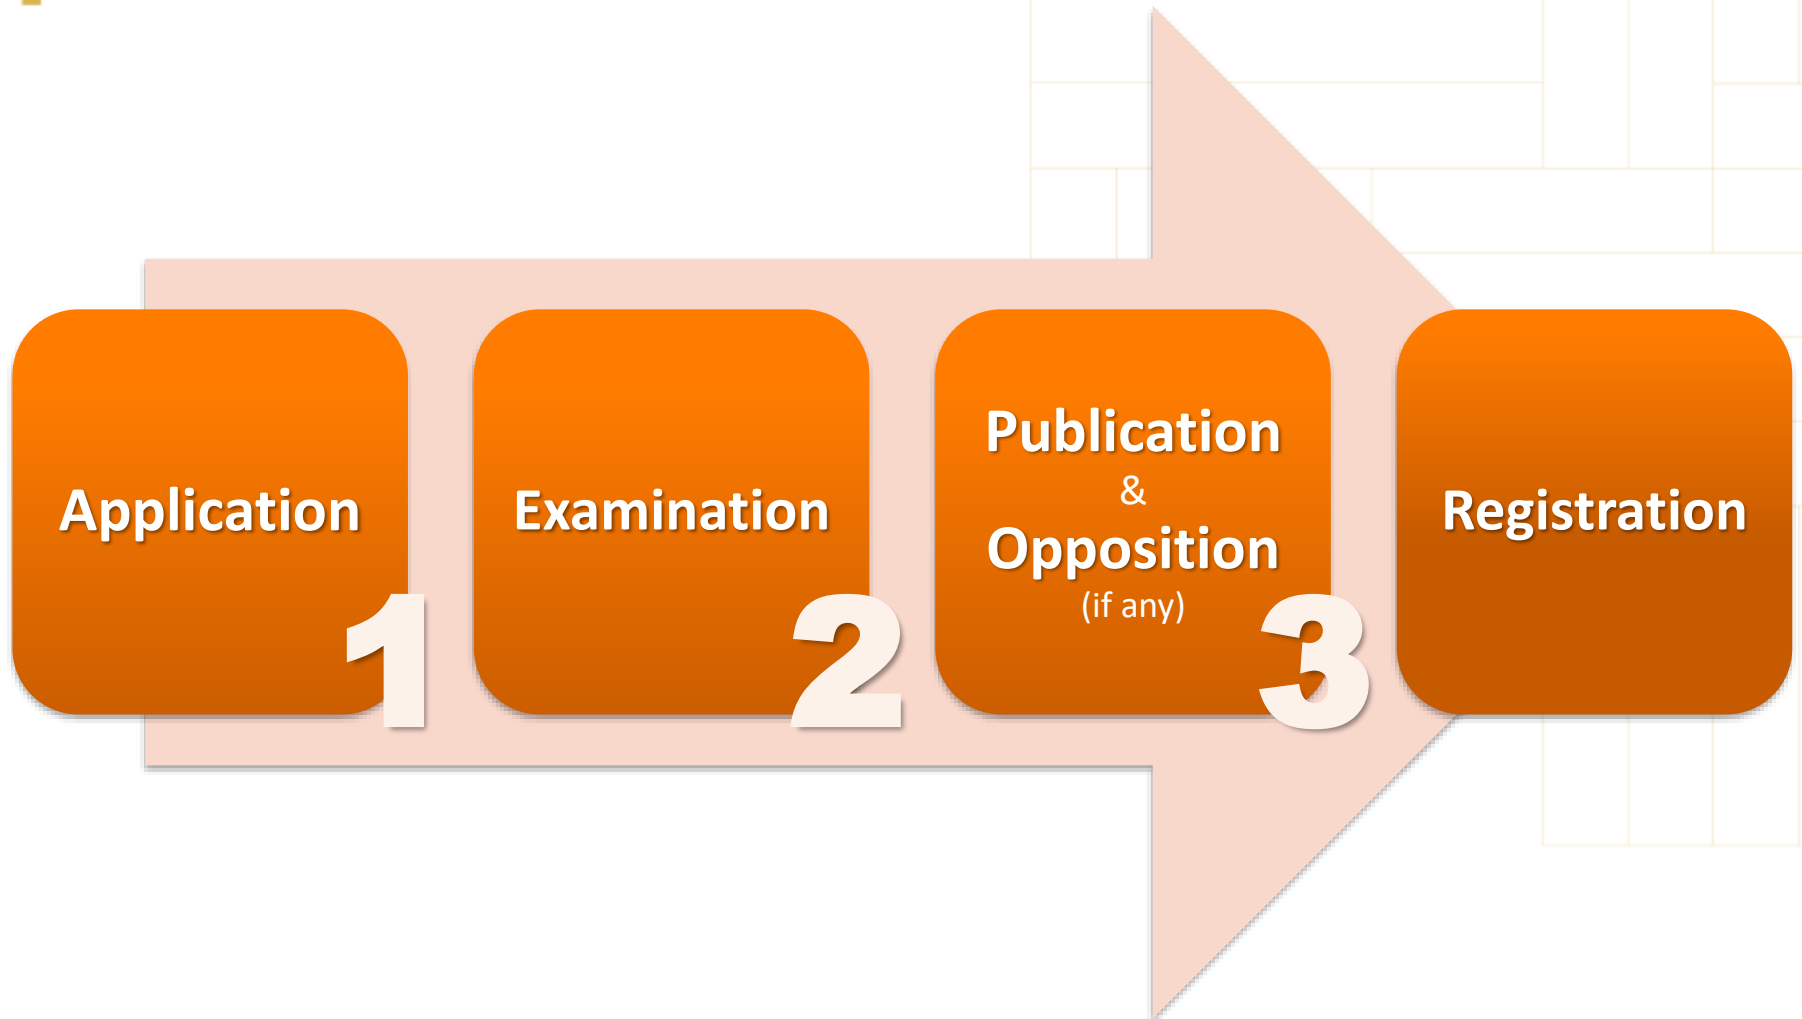 Application
1
Examination
2
Publication
&
Opposition
(if any)
3
Registration